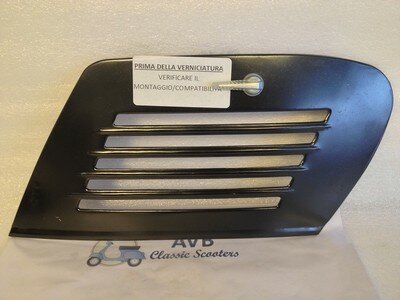 PRIMA DELLA VERNICIATURA
VERIFICARE IL
MONTAGGIO/COMPATIBILITA'
AVB
Classic Scooters